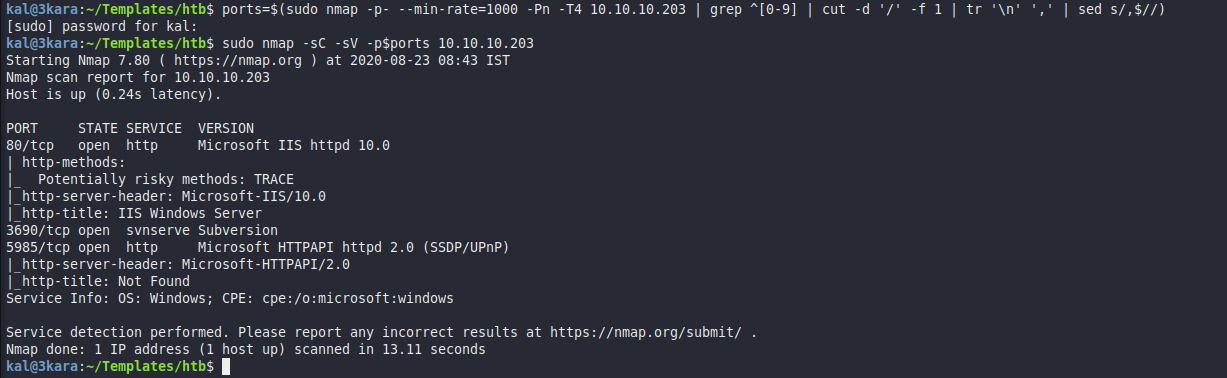 kal@3kara:~/Templates/htb$ ports=$(sudo nmap -p- --min-rate=1000 -Pn -T4 10.10.10.203 | grep ^[0-9] | cut -d '/' -f 1 | tr '\n' ',' | sed s/,$//)
[sudo] password for kal:
kal@3kara:~/Templates/htb$ sudo nmap -sC -sV -p$ports 10.10.10.203
Starting Nmap 7.80 ( https://nmap.org ) at 2020-08-23 08:43 IST
Nmap scan report for 10.10.10.203
Host is up (0.24s latency).

PORT     STATE SERVICE  VERSION
80/tcp   open  http     Microsoft IIS httpd 10.0
| http-methods:
|_  Potentially risky methods: TRACE
|_http-server-header: Microsoft-IIS/10.0
|_http-title: IIS Windows Server
3690/tcp open  svnserve Subversion
5985/tcp open  http     Microsoft HTTPAPI httpd 2.0 (SSDP/UPnP)
|_http-server-header: Microsoft-HTTPAPI/2.0
|_http-title: Not Found
Service Info: OS: Windows; CPE: cpe:/o:microsoft:windows

Service detection performed. Please report any incorrect results at https://nmap.org/submit/ .
Nmap done: 1 IP address (1 host up) scanned in 13.11 seconds
kal@3kara:~/Templates/htb$